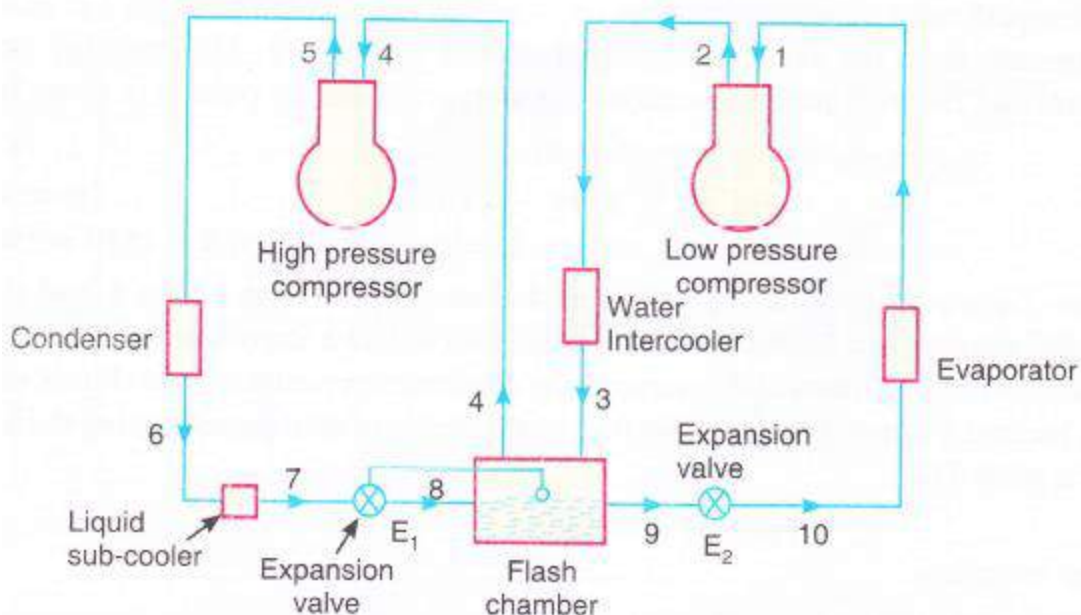 5
4
2
1
High pressure
compressor
Low pressure
compressor
Condenser
Water
Intercooler
Evaporator
4
3
6
Expansion
valve
7
8
9
10
Liquid
sub-cooler
E1
E2
Expansion
valve
Flash
chamber